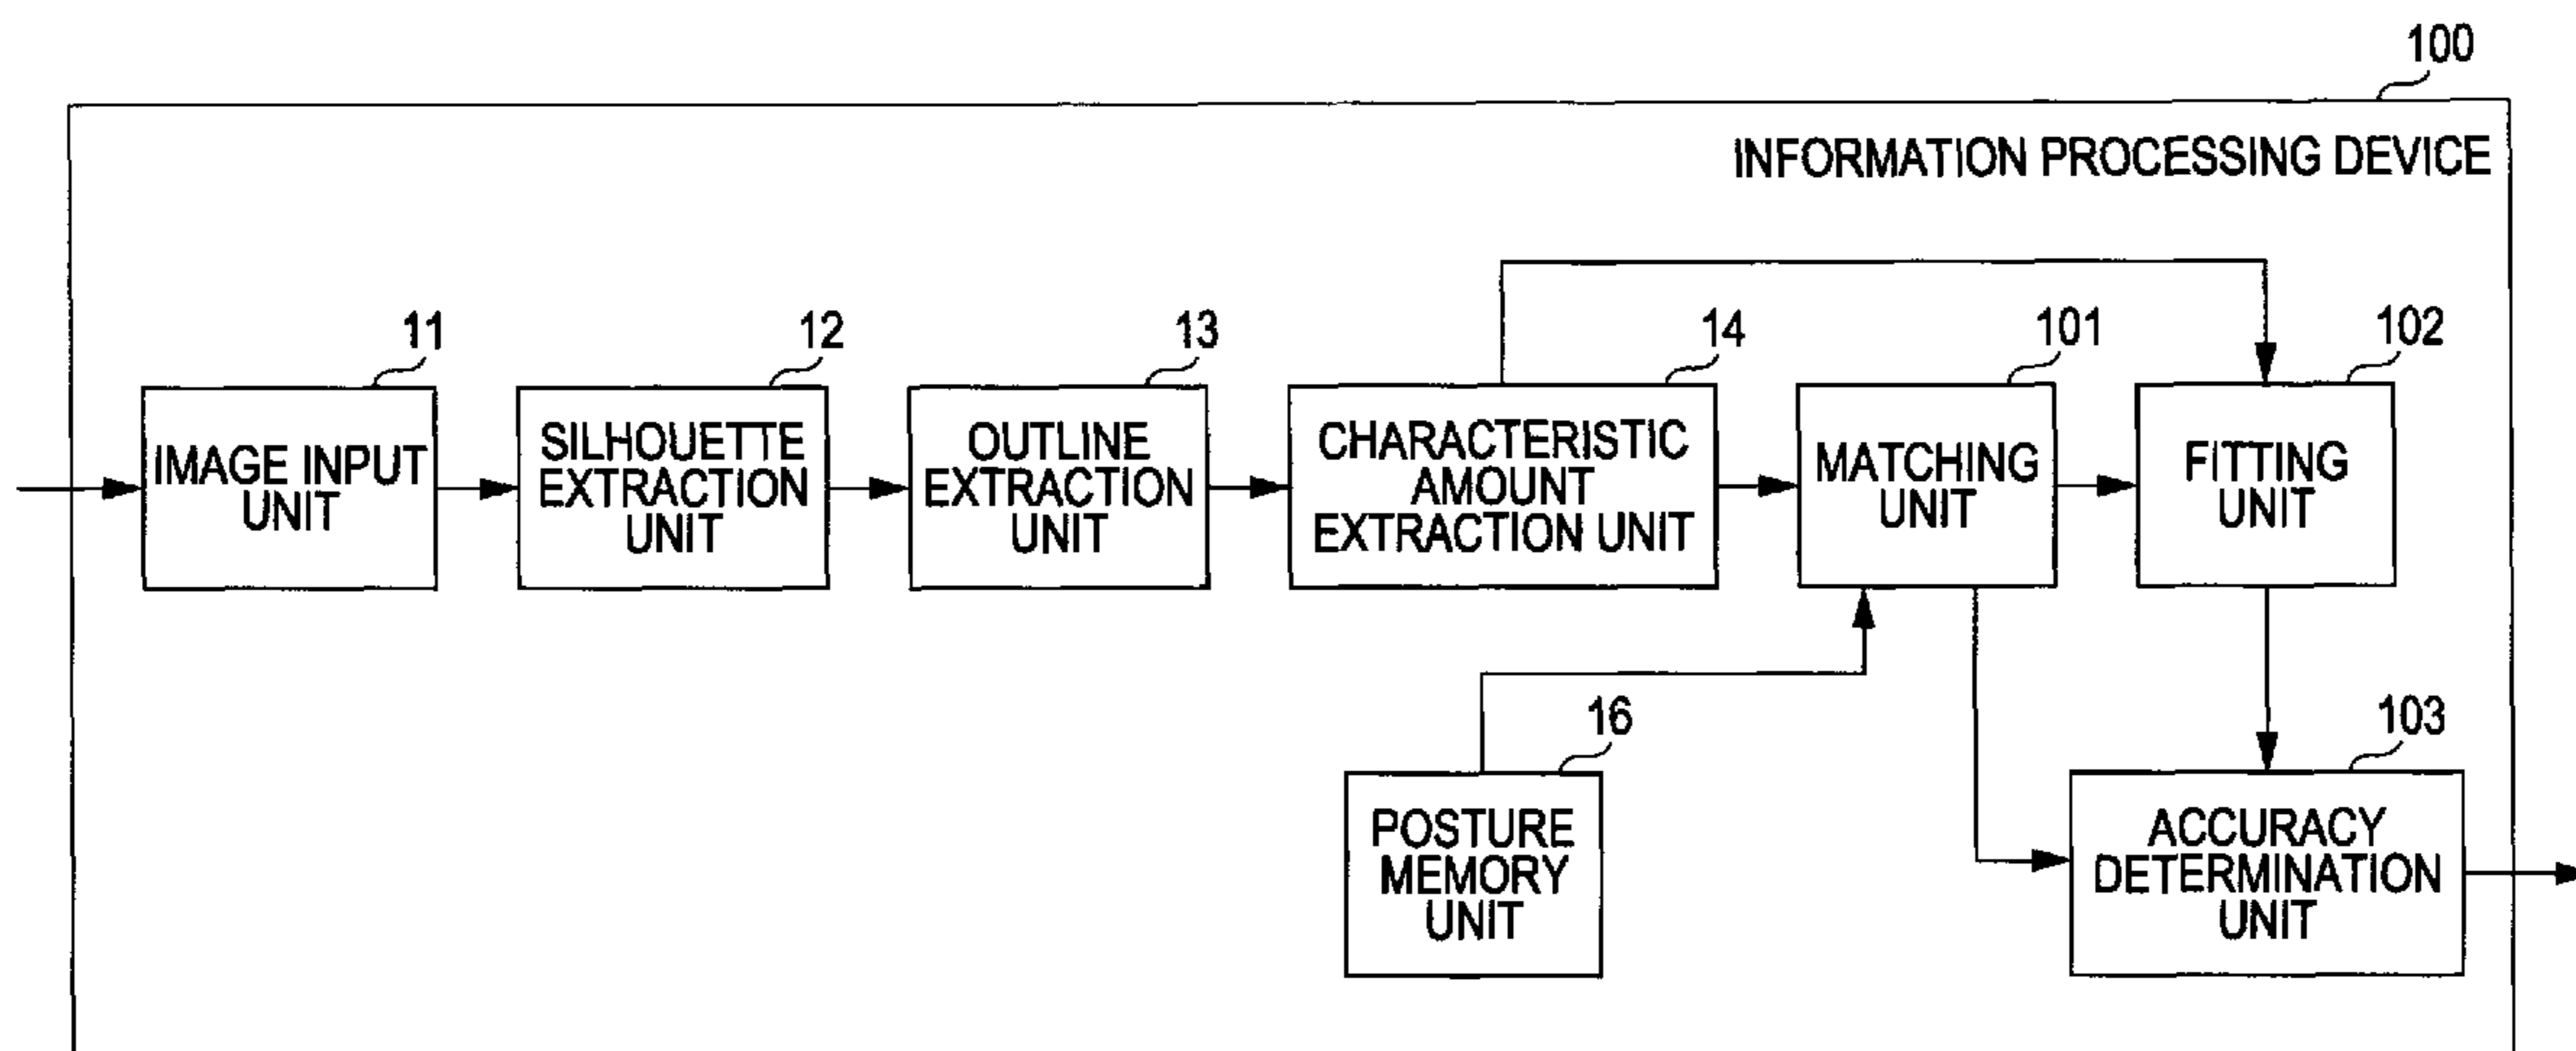 100
INFORMATION PROCESSING DEVICE
11
12
13
14
101
102
IMAGE INPUT
UNIT
SILHOUETTE
EXTRACTION
UNIT
OUTLINE
EXTRACTION
UNIT
CHARACTERISTIC
AMOUNT
EXTRACTION UNIT
MATCHING
UNIT
FITTING
UNIT
16
103
POSTURE
MEMORY
UNIT
ACCURACY
DETERMINATION
UNIT